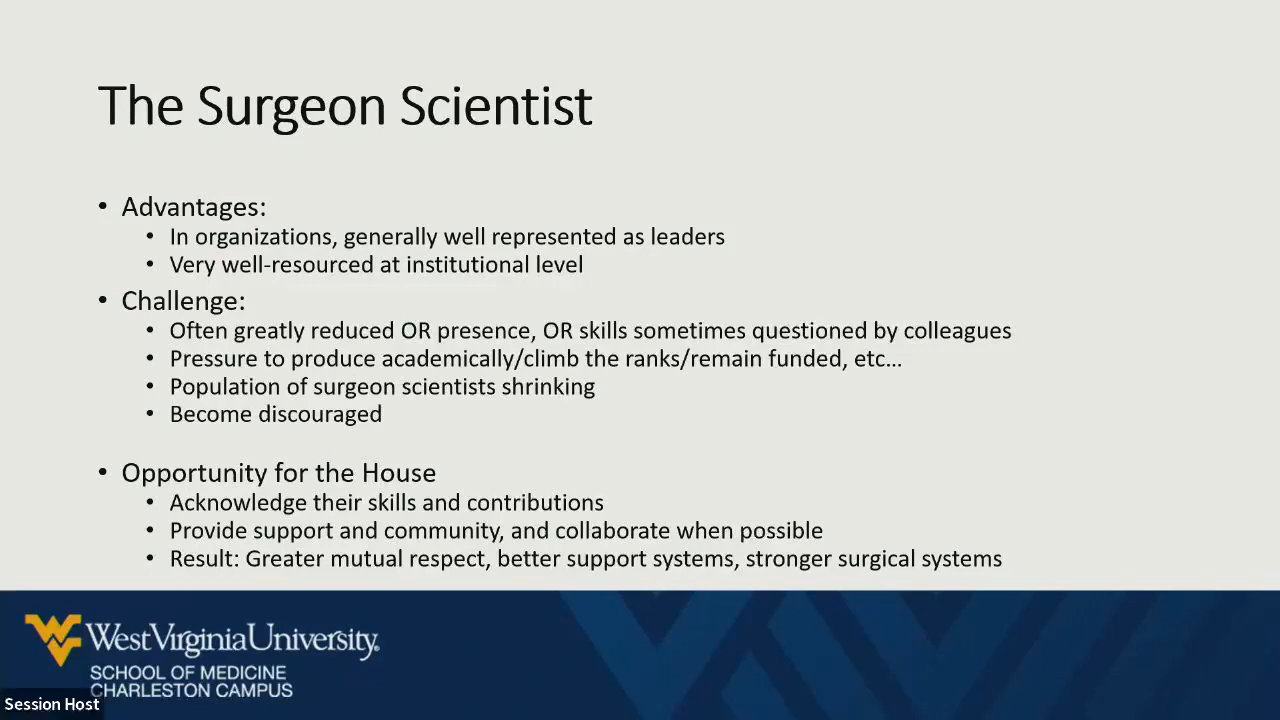 The Surgeon Scientist
• Advantages:
• In organizations, generally well represented as leaders
• Very well-resourced at institutional level
• Challenge:
• Often greatly reduced OR presence, OR skills sometimes questioned by colleagues
• Pressure to produce academically/climb the ranks/remain funded, etc...
• Population of surgeon scientists shrinking
• Become discouraged
• Opportunity for the House
• Acknowledge their skills and contributions
• Provide support and community, and collaborate when possible
• Result: Greater mutual respect, better support systems, stronger surgical systems
WestVirginiaUniversity®
SCHOOL OF MEDICINE
CHARLESTON CAMPUS
Session Host